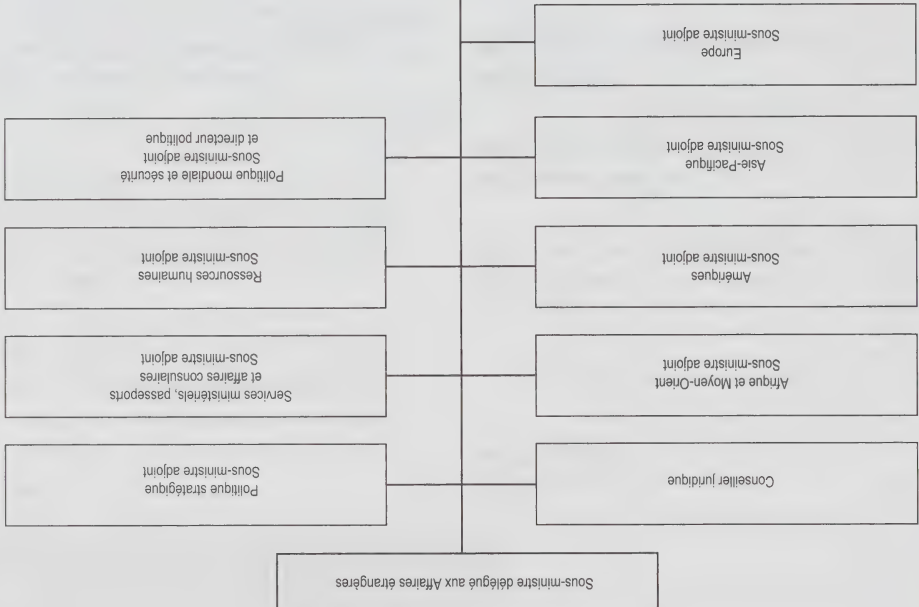 Sous-ministre délégué aux Affaires étrangères
Conseiller juridique
Politique stratégique
Sous-ministre adjoint
Afrique et Moyen-Orient
Sous-ministre adjoint
Services ministériels, passeports
et affaires consulaires
Sous-ministre adjoint
Amériques
Sous-ministre adjoint
Ressources humaines
Sous-ministre adjoint
Asie-Pacifique
Sous-ministre adjoint
Politique mondiale et sécurité
Sous-ministre adjoint
et directeur politique
Europe
Sous-ministre adjoint